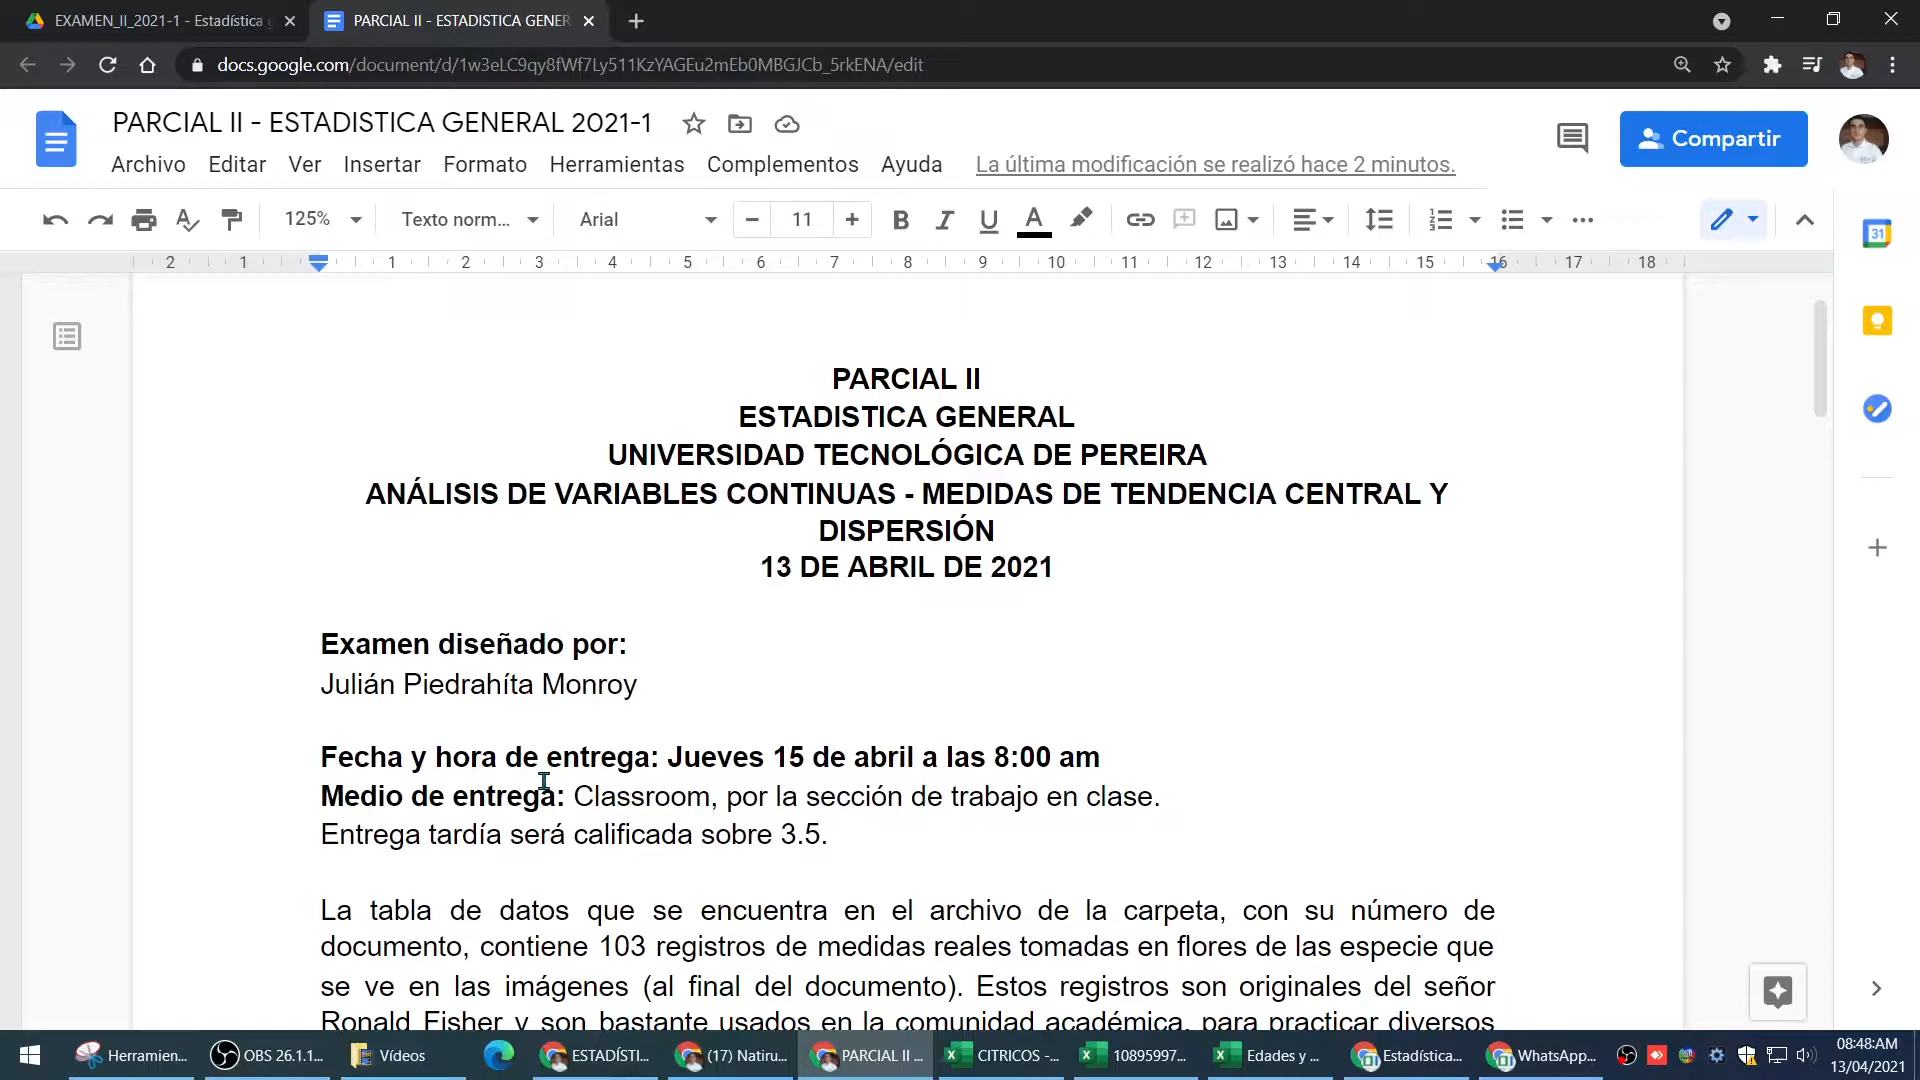 EXAMEN_II_2021-1 - Estadística
PARCIAL II - ESTADISTICA GENER
docs.google.com/document/d/1w3eLC9qy8fWf7Ly511KzYAGEu2mEb0MBGJCb_5rkENA/edit
PARCIAL II - ESTADISTICA GENERAL 2021-1
Compartir
Archivo Editar Ver Insertar Formato Herramientas Complementos Ayuda La última modificación se realizó hace 2 minutos.
125% Texto norm... Arial 11 B I U A
2 1 1 2 3 4 5 6 7 8 9 10 11 12 13 14 15 16 17 18
31
PARCIAL II
ESTADISTICA GENERAL
UNIVERSIDAD TECNOLÓGICA DE PEREIRA
ANÁLISIS DE VARIABLES CONTINUAS - MEDIDAS DE TENDENCIA CENTRAL Y
DISPERSIÓN
13 DE ABRIL DE 2021
Examen diseñado por:
Julián Piedrahíta Monroy
Fecha y hora de entrega: Jueves 15 de abril a las 8:00 am
Medio de entrega: Classroom, por la sección de trabajo en clase.
Entrega tardía será calificada sobre 3.5.
La tabla de datos que se encuentra en el archivo de la carpeta, con su número de
documento, contiene 103 registros de medidas reales tomadas en flores de las especie que
se ve en las imágenes (al final del documento). Estos registros son originales del señor
Ronald Fisher y son bastante usados en la comunidad académica, para practicar diversos
Herramien... OBS 26.1.1... Vídeos ESTADÍSTI... (17) Natiru... PARCIAL II ... CITRICOS -... 10895997... Edades y ... Estadística... WhatsApp...
08:48:AM
13/04/2021